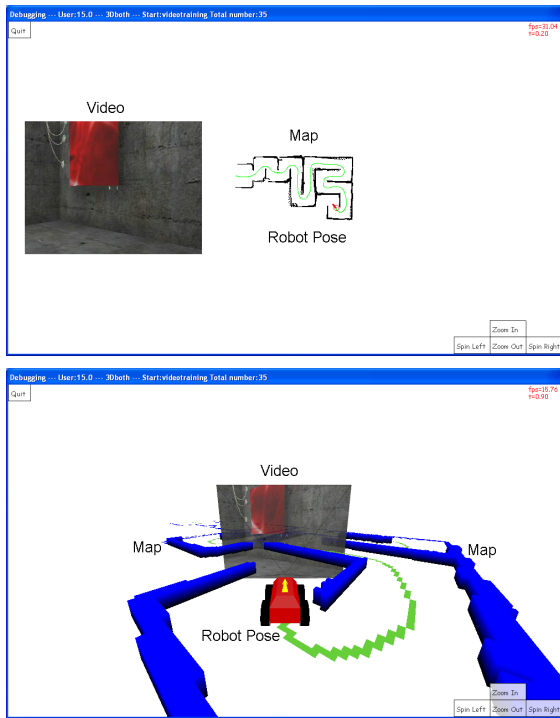 Debugging --- User:15.0 --- 3Dboth --- Start:videotraining Total number:35
Quit
fps=31.04
t=0.20
Video
Map
Robot Pose
Zoom In
Spin Left Zoom Out Spin Right
Debugging --- User:15.0 --- 3Dboth --- Start:videotraining Total number:35
Quit
fps=15.76
t=0.90
Video
Map
Map
Robot Pose
Zoom In
Spin Left Zoom Out Spin Right